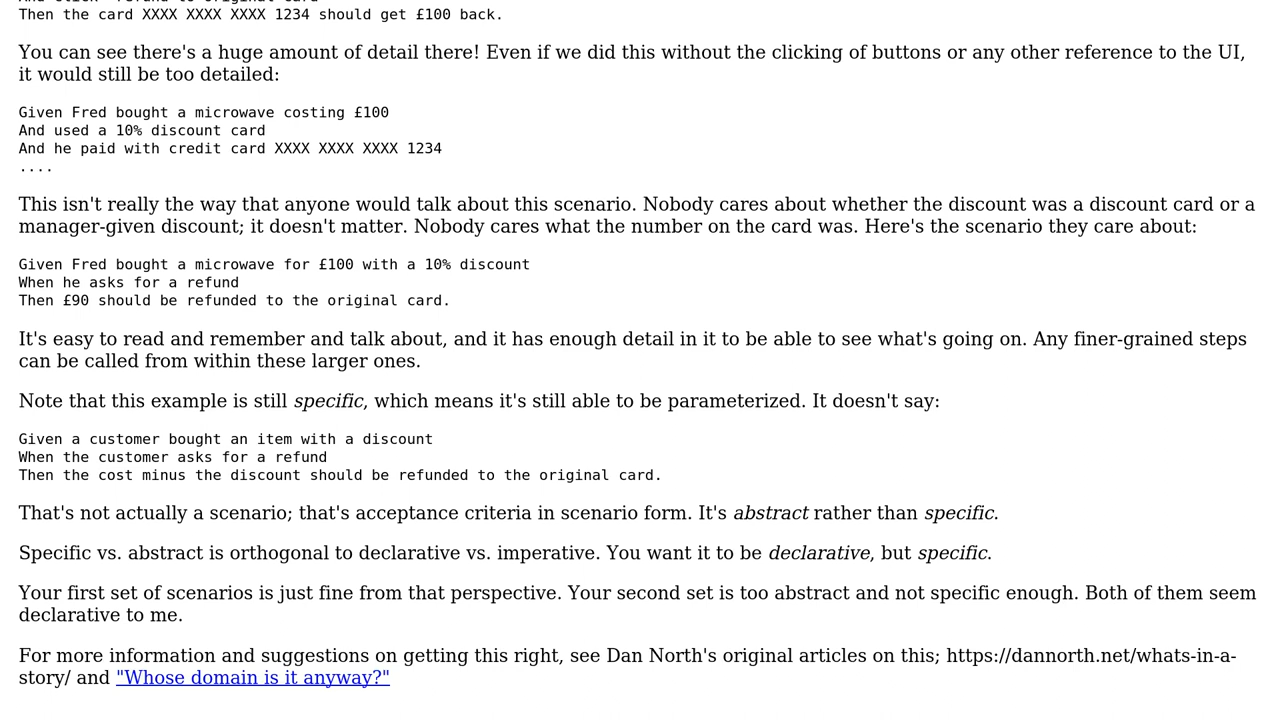 Then the card XXXX XXXX XXXX 1234 should get £100 back.
You can see there's a huge amount of detail there! Even if we did this without the clicking of buttons or any other reference to the UI,
it would still be too detailed:
Given Fred bought a microwave costing £100
And used a 10% discount card
And he paid with credit card XXXX XXXX XXXX 1234
....
This isn't really the way that anyone would talk about this scenario. Nobody cares about whether the discount was a discount card or a
manager-given discount; it doesn't matter. Nobody cares what the number on the card was. Here's the scenario they care about:
Given Fred bought a microwave for £100 with a 10% discount
When he asks for a refund
Then £90 should be refunded to the original card.
It's easy to read and remember and talk about, and it has enough detail in it to be able to see what's going on. Any finer-grained steps
can be called from within these larger ones.
Note that this example is still specific, which means it's still able to be parameterized. It doesn't say:
Given a customer bought an item with a discount
When the customer asks for a refund
Then the cost minus the discount should be refunded to the original card.
That's not actually a scenario; that's acceptance criteria in scenario form. It's abstract rather than specific.
Specific vs. abstract is orthogonal to declarative vs. imperative. You want it to be declarative, but specific.
Your first set of scenarios is just fine from that perspective. Your second set is too abstract and not specific enough. Both of them seem
declarative to me.
For more information and suggestions on getting this right, see Dan North's original articles on this; https://dannorth.net/whats-in-a-
story/ and "Whose domain is it anyway?"